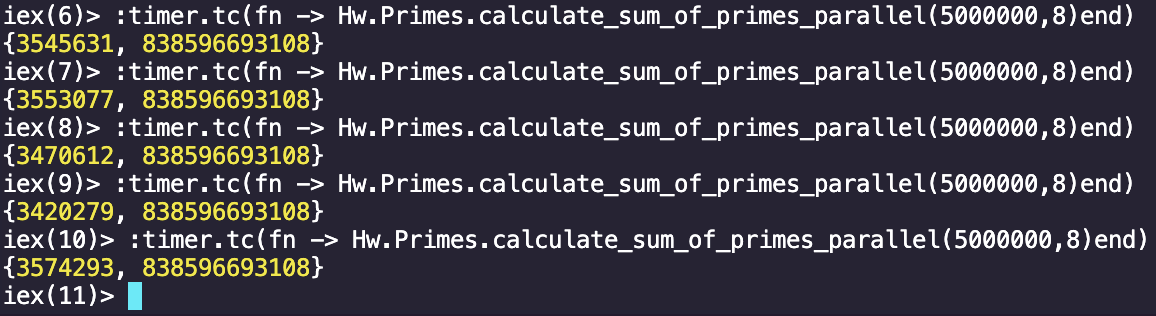 iex(6)> :timer.tc(fn -> Hw.Primes.calculate_sum_of_primes_parallel(5000000,8)end)
{3545631, 838596693108}
iex(7)> :timer.tc(fn -> Hw.Primes.calculate_sum_of_primes_parallel(5000000,8)end)
{3553077, 838596693108}
iex(8)> :timer.tc(fn -> Hw.Primes.calculate_sum_of_primes_parallel(5000000,8)end)
{3470612, 838596693108}
iex(9)> :timer.tc(fn -> Hw.Primes.calculate_sum_of_primes_parallel(5000000,8)end)
{3420279, 838596693108}
iex(10)> :timer.tc(fn -> Hw.Primes.calculate_sum_of_primes_parallel(5000000,8)end)
{3574293, 838596693108}
iex(11)>